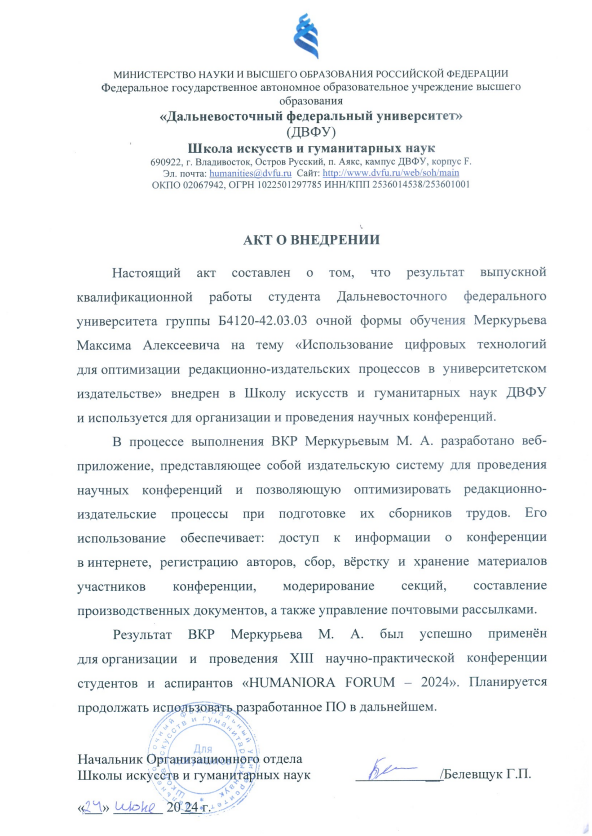 МИНИСТЕРСТВО НАУКИ И ВЫСШЕГО ОБРАЗОВАНИЯ РОССИЙСКОЙ ФЕДЕРАЦИИ
Федеральное государственное автономное образовательное учреждение высшего
образования
«Дальневосточный федеральный университет»
(ДВФУ)
Школа искусств и гуманитарных наук
690922, г. Владивосток, Остров Русский, п. Аякс, кампус ДВФУ, корпус F.
Эл. почта: humanities@dvfu.ru Сайт: http://www.dvfu.ru/web/soh/main
ОКПО 02067942, ОГРН 1022501297785 ИНН/КПП 2536014538/253601001
АКТ О ВНЕДРЕНИИ
Настоящий акт составлен о том, что результат выпускной
квалификационной работы студента Дальневосточного федерального
университета группы Б4120-42.03.03 очной формы обучения Меркурьева
Максима Алексеевича на тему «Использование цифровых технологий
для оптимизации редакционно-издательских процессов в университетском
издательстве» внедрен в Школу искусств и гуманитарных наук ДВФУ
и используется для организации и проведения научных конференций.
В процессе выполнения ВКР Меркурьевым М. А. разработано веб-
приложение, представляющее собой издательскую систему для проведения
научных конференций и позволяющую оптимизировать редакционно-
издательские процессы при подготовке их сборников трудов. Его
использование обеспечивает: доступ к информации о конференции
в интернете, регистрацию авторов, сбор, вёрстку и хранение материалов
участников конференции, модерирование секций, составление
производственных документов, а также управление почтовыми рассылками.
Результат ВКР Меркурьева М. А. был успешно применён
для организации и проведения XIII научно-практической конференции
студентов и аспирантов «HUMANIORA FORUM – 2024». Планируется
продолжать использовать разработанное ПО в дальнейшем.
Для
Начальник Организационного отдела
Школы искусств и гуманитарных наук ____________/Белевщук Г.П.
«24» июне 2024 г.